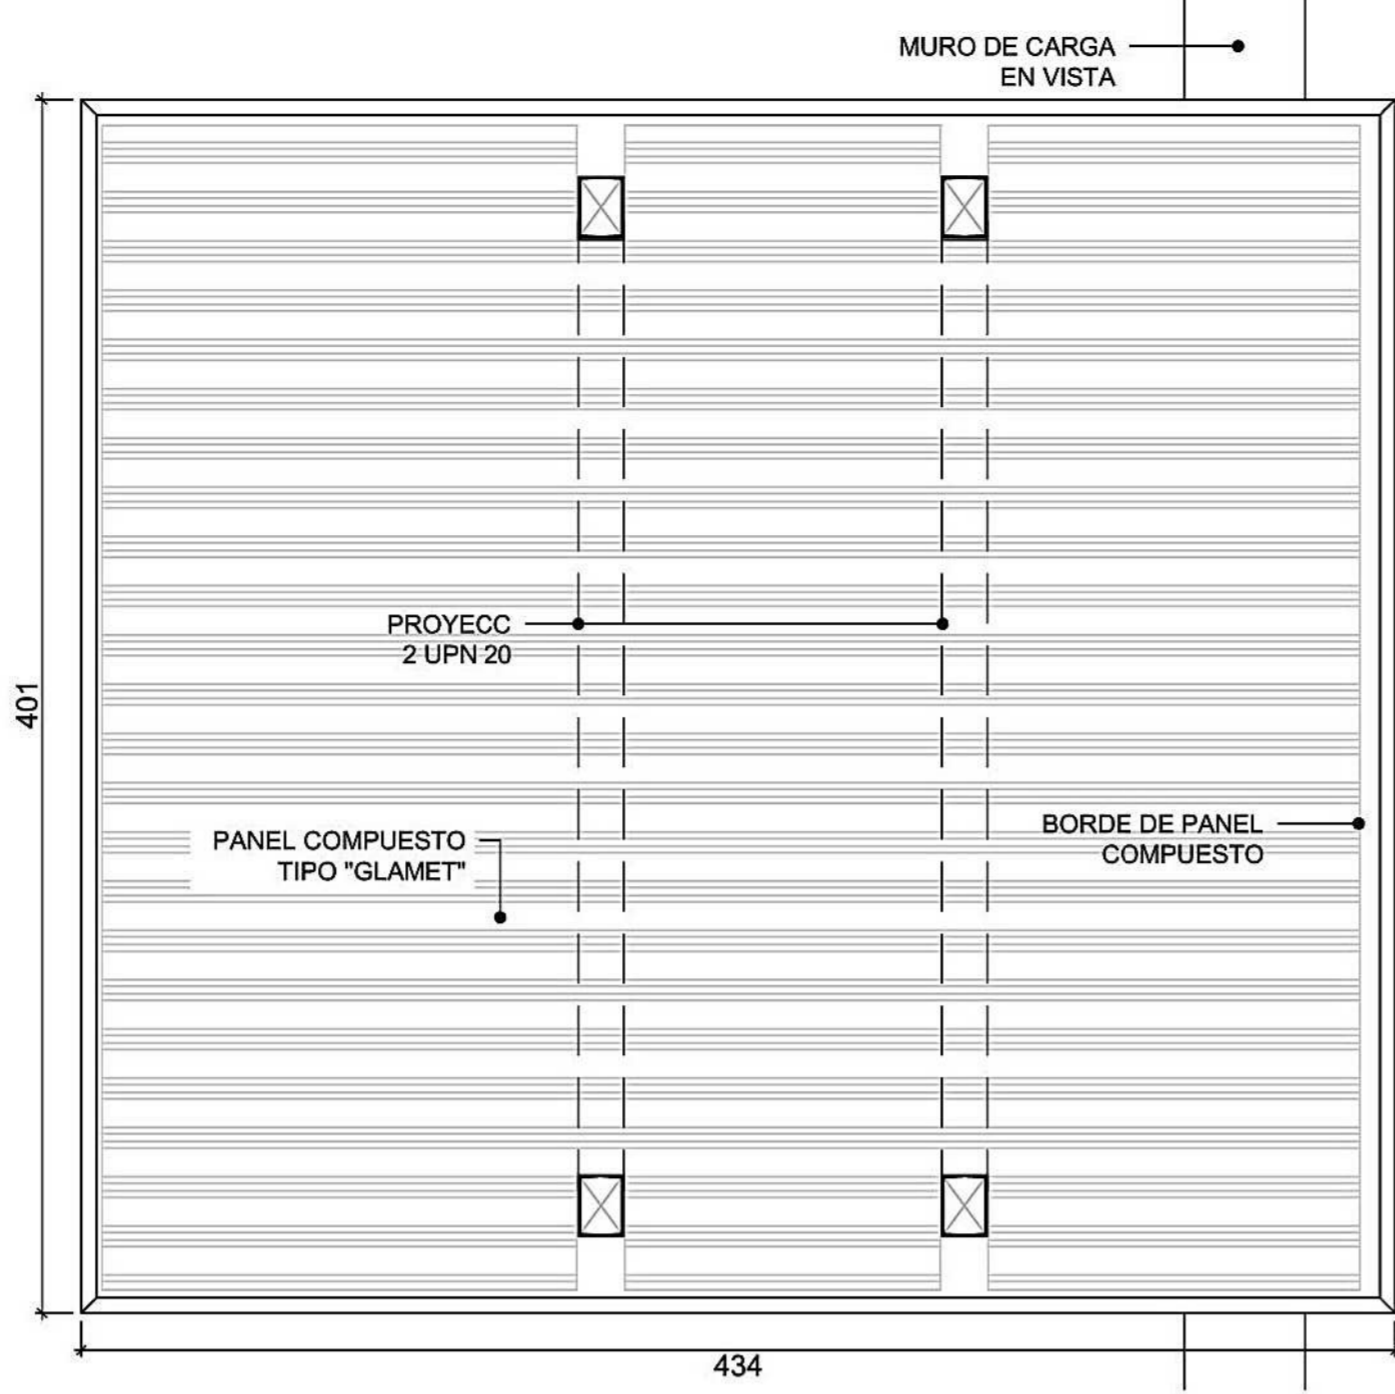 MURO DE CARGA
EN VISTA
PROYECC
2 UPN 20
401
PANEL COMPUESTO
TIPO "GLAMET"
BORDE DE PANEL
COMPUESTO
434